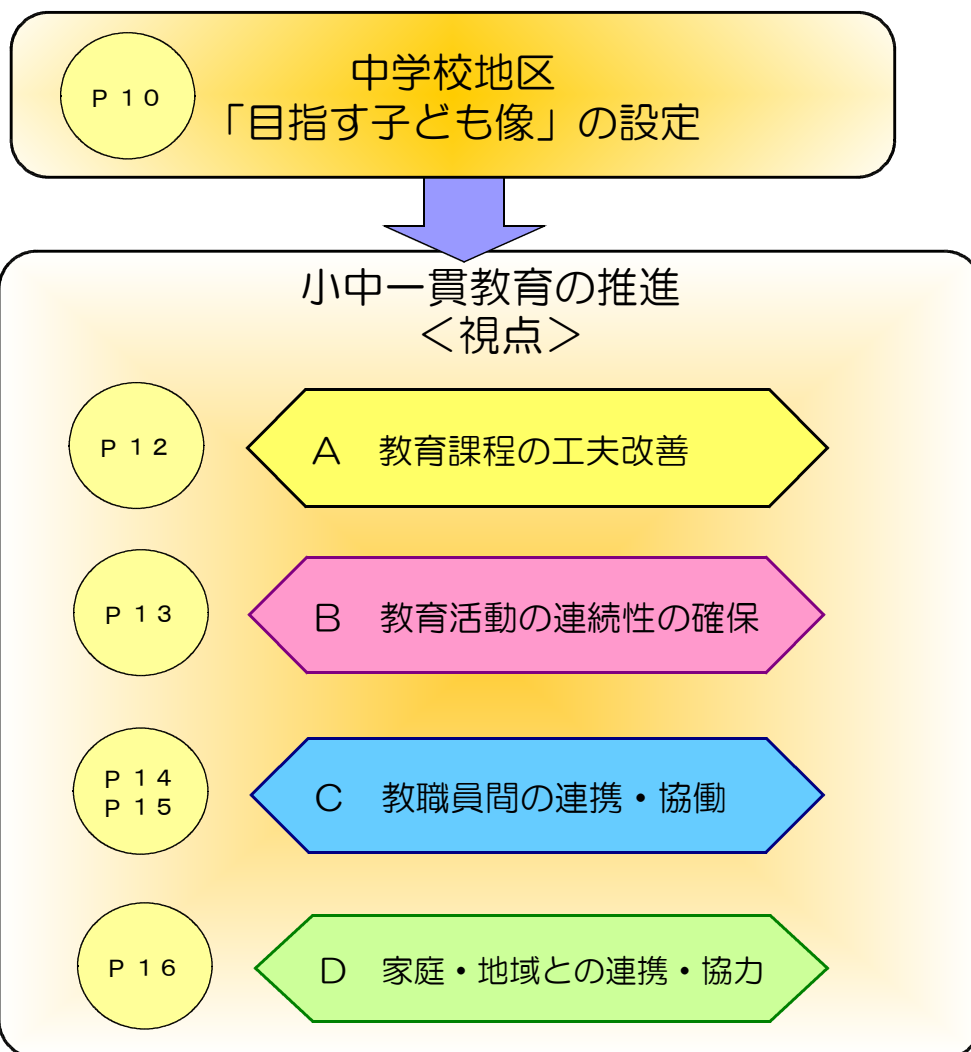 P10
中学校地区
「目指す子ども像」の設定
小中一貫教育の推進
＜視点＞
P12
A 教育課程の工夫改善
P13
B 教育活動の連続性の確保
P14
P15
C 教職員間の連携・協働
P16
D 家庭・地域との連携・協力